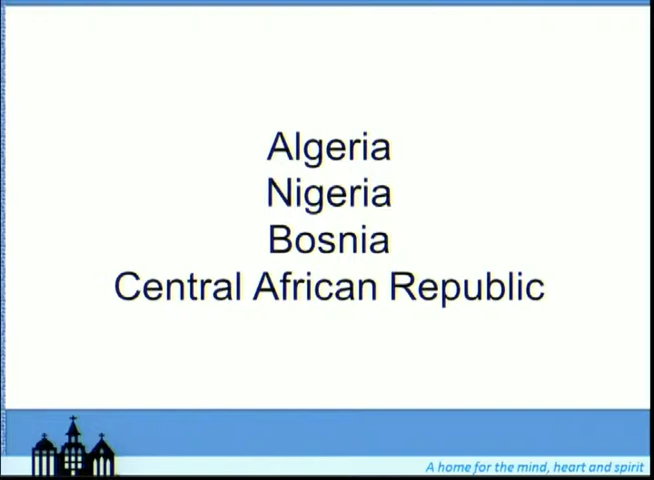 Algeria
Nigeria
Bosnia
Central African Republic
A home for the mind, heart and spirit